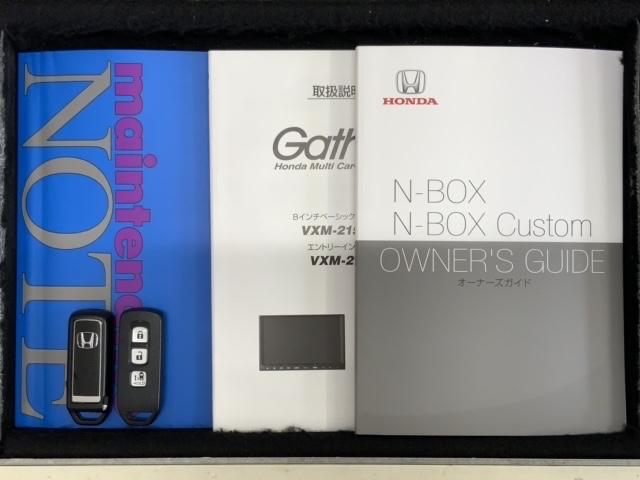 maintenance
NOTE
取扱説明
Gath
Honda Multi Car
8インチベーシック
VXM-21
エントリーイン
VXM-2
HONDA
N-BOX
N-BOX Custom
OWNER'S GUIDE
オーナーズガイド
HOLD